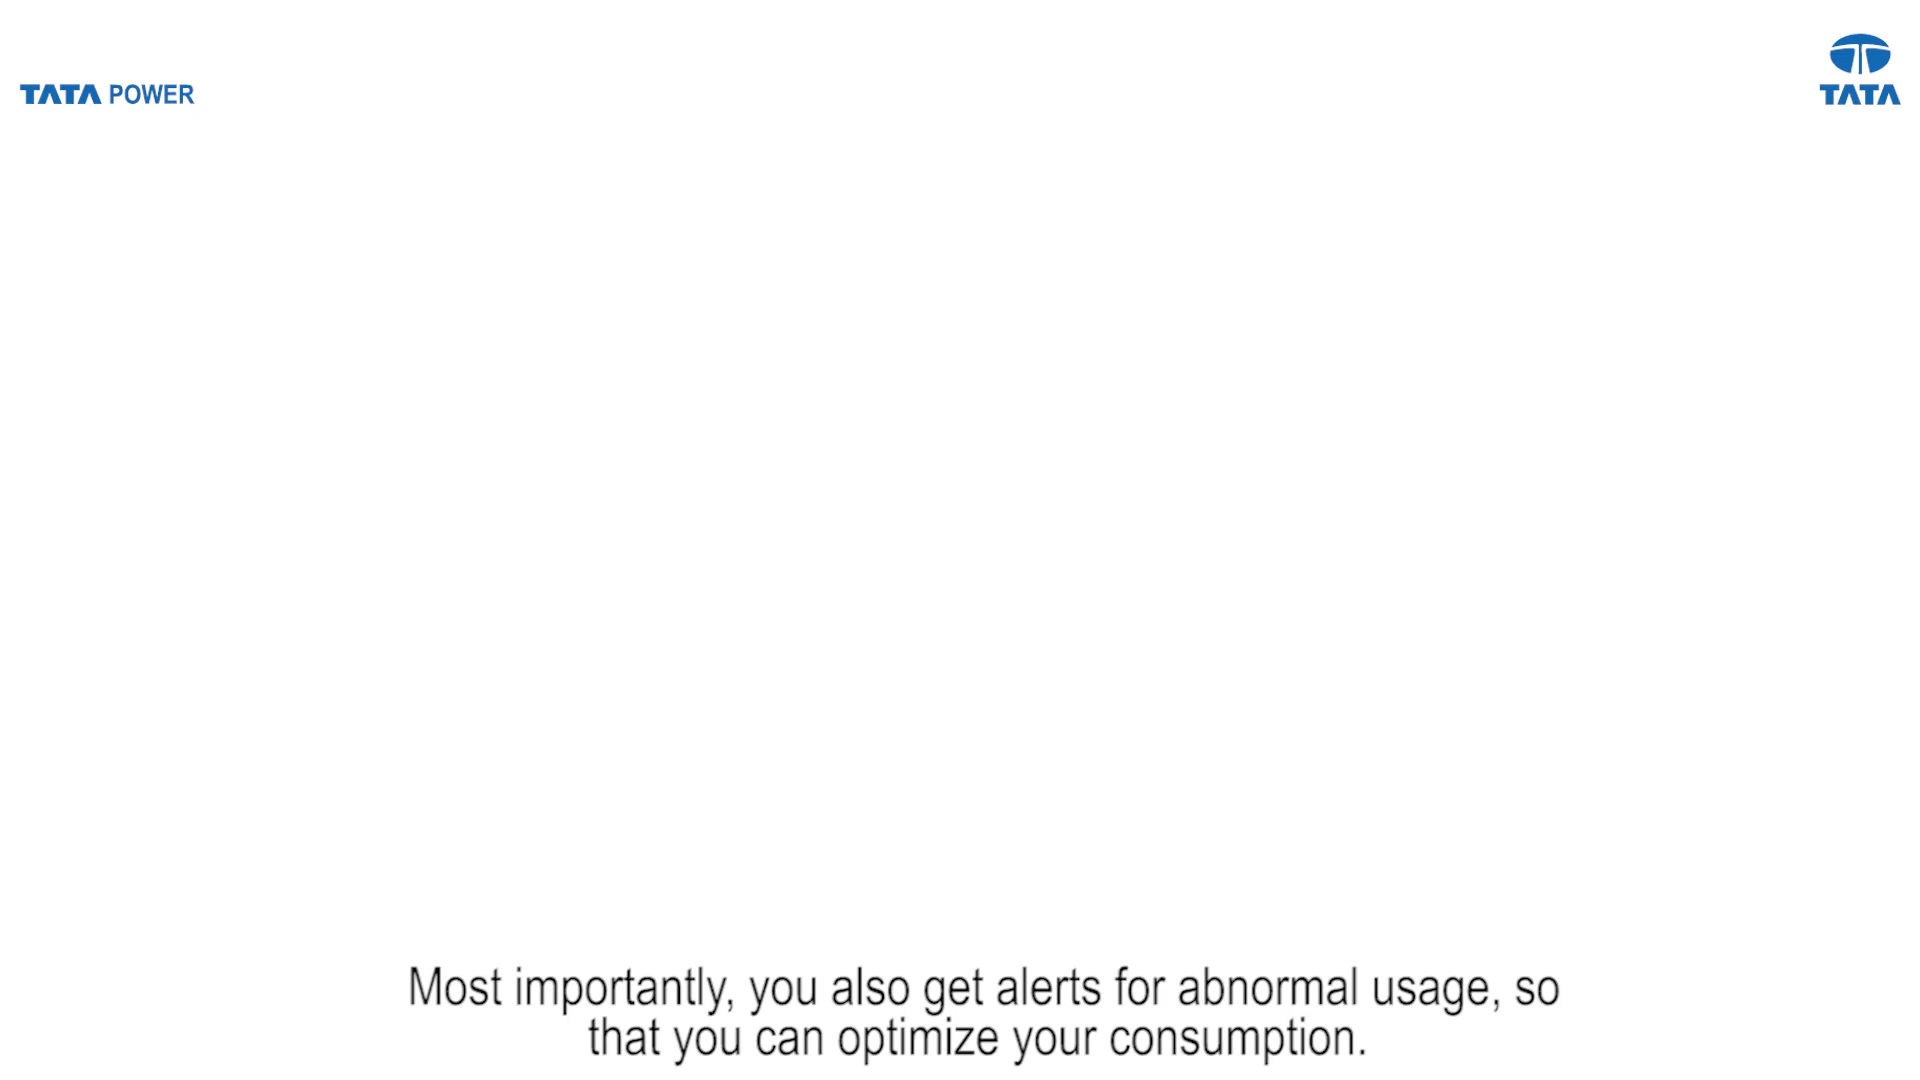 TATA POWER
TATA
Most importantly, you also get alerts for abnormal usage, so
that you can optimize your consumption.